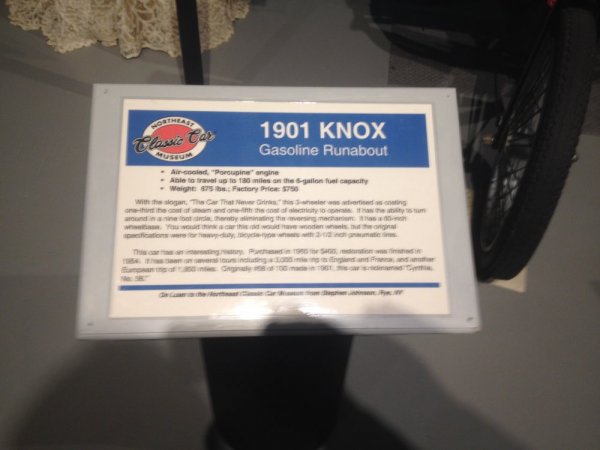 NORTHEAST
Classic Car
MUSEUM
1901 KNOX
Gasoline Runabout
• Air-cooled, "Porcupine" engine
• Able to travel up to 180 miles on the 6-gallon fuel capacity
• Weight: 675 lbs.; Factory Price: $750
With the slogan, "The Car That Never Drinks," this 3-wheeler was advertised as costing
one-third the cost of steam and one-fifth the cost of electricity to operate. It has the ability to turn
around in a nine foot circle, thereby eliminating the reversing mechanism. It has a 60-inch
wheelbase. You would think a car this old would have wooden wheels, but the original
specifications were for heavy-duty, bicycle-type wheels with 2-1/2 inch pneumatic tires.
This car has an interesting history. Purchased in for $400, restoration was finished in
It has been on several tours including a mile trip to England and France, and another
European trip of miles. Originally of 100 made in 1901, this car is nicknamed "Cynthia,
No.
On Loan to the Northeast Classic Car Museum from Stephen Johnson, Rye, NY